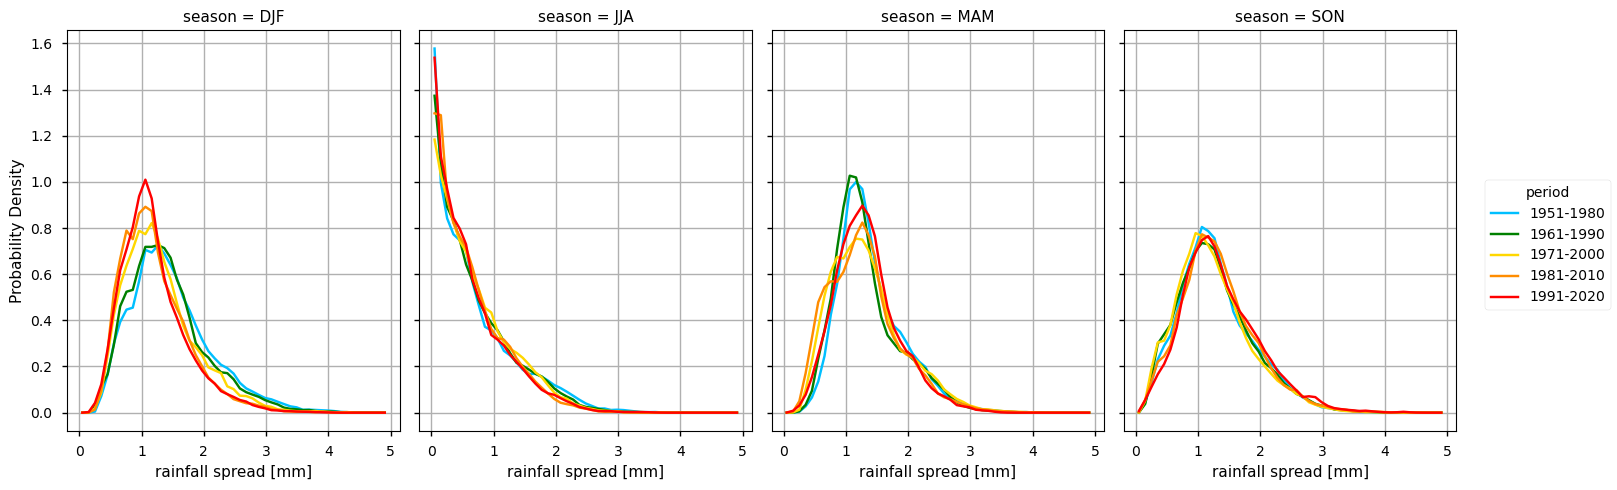 season = DJF
season = JJA
season = MAM
season = SON
Probability Density
1.6
1.4
1.2
1.0
0.8
0.6
0.4
0.2
0.0
0 1 2 3 4 5
0 1 2 3 4 5
0 1 2 3 4 5
0 1 2 3 4 5
rainfall spread [mm]
rainfall spread [mm]
rainfall spread [mm]
rainfall spread [mm]
period
1951-1980
1961-1990
1971-2000
1981-2010
1991-2020